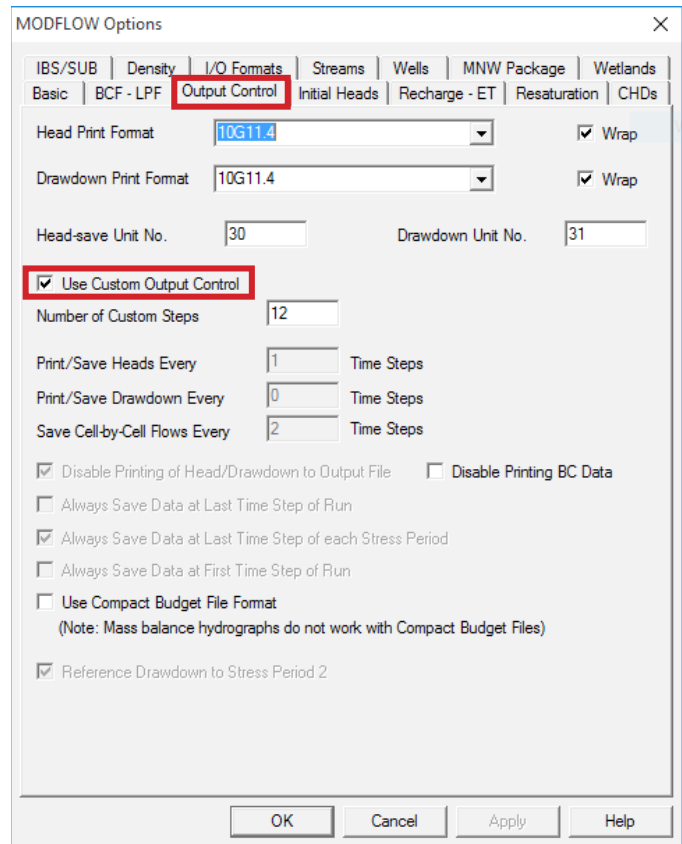 MODFLOW Options
IBS/SUB Density I/O Formats Streams Wells MNW Package Wetlands
Basic BCF - LPF Output Control Initial Heads Recharge - ET Resaturation CHDs
Head Print Format 10G11.4 Wrap
Drawdown Print Format 10G11.4 Wrap
Head-save Unit No. 30 Drawdown Unit No. 31
Use Custom Output Control
Number of Custom Steps 12
Print/Save Heads Every 1 Time Steps
Print/Save Drawdown Every 0 Time Steps
Save Cell-by-Cell Flows Every 2 Time Steps
Disable Printing of Head/Drawdown to Output File Disable Printing BC Data
Always Save Data at Last Time Step of Run
Always Save Data at Last Time Step of each Stress Period
Always Save Data at First Time Step of Run
Use Compact Budget File Format
(Note: Mass balance hydrographs do not work with Compact Budget Files)
Reference Drawdown to Stress Period 2
OK Cancel Apply Help